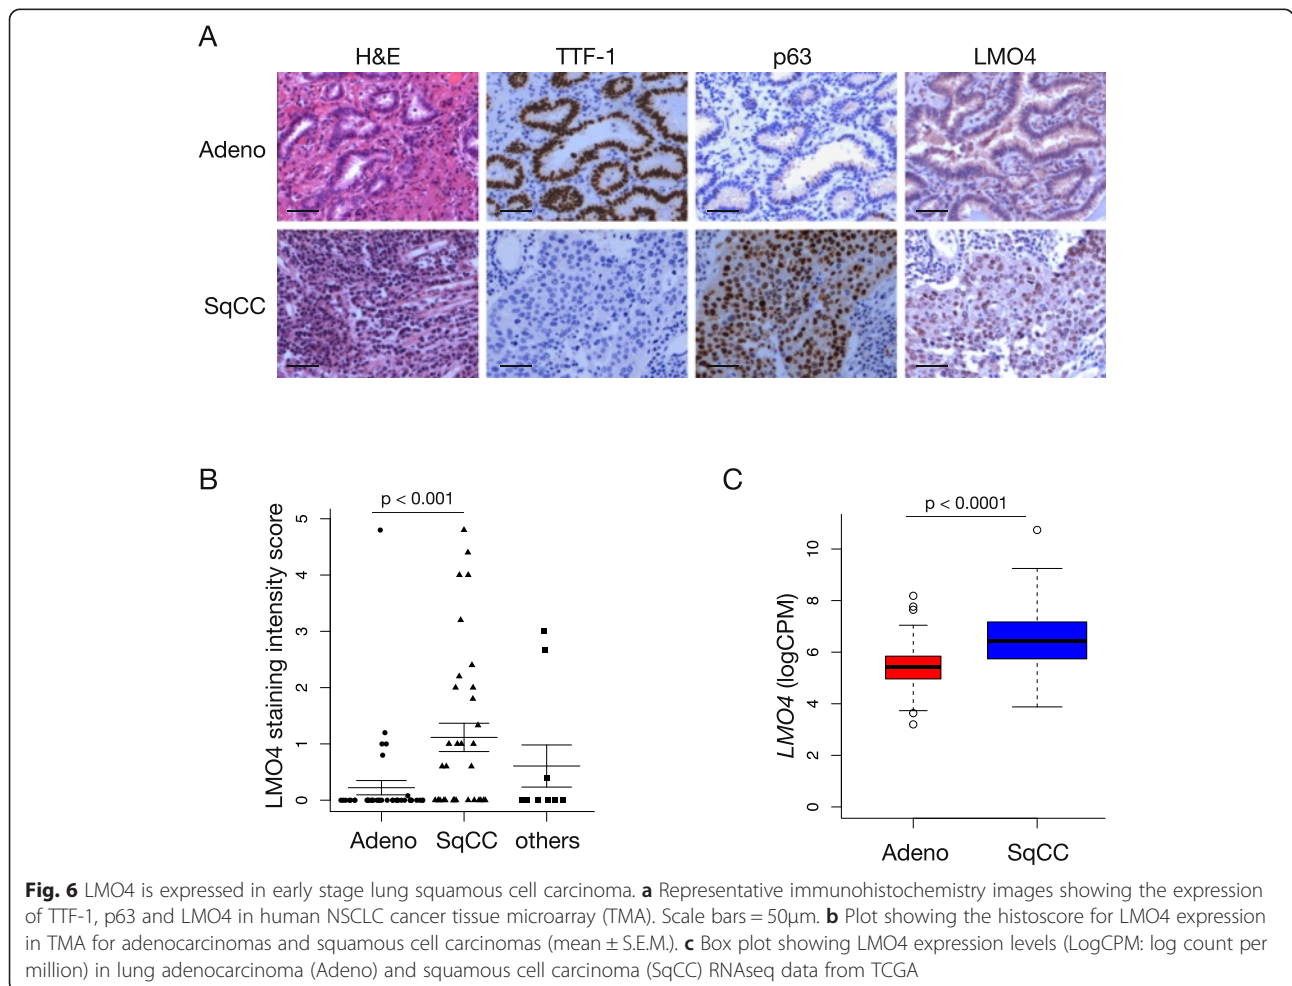 A
H&E TTF-1 p63 LMO4
Adeno
SqCC
B
p < 0.001
LMO4 staining intensity score
5
4
3
2
1
0
Adeno SqCC others
C
p < 0.0001
LMO4 (logCPM)
10
8
6
4
2
0
Adeno SqCC
Fig. 6 LMO4 is expressed in early stage lung squamous cell carcinoma. a Representative immunohistochemistry images showing the expression
of TTF-1, p63 and LMO4 in human NSCLC cancer tissue microarray (TMA). Scale bars = 50μm. b Plot showing the histoscore for LMO4 expression
in TMA for adenocarcinomas and squamous cell carcinomas (mean ± S.E.M.). c Box plot showing LMO4 expression levels (LogCPM: log count per
million) in lung adenocarcinoma (Adeno) and squamous cell carcinoma (SqCC) RNAseq data from TCGA